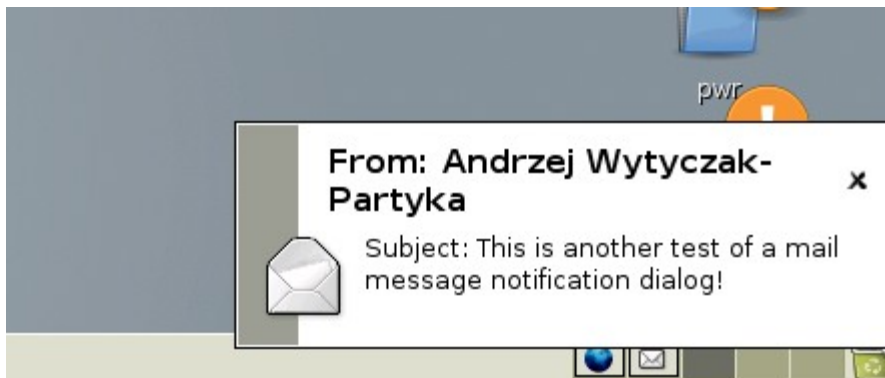 pwr
From: Andrzej Wytyczak-
Partyka
Subject: This is another test of a mail
message notification dialog!